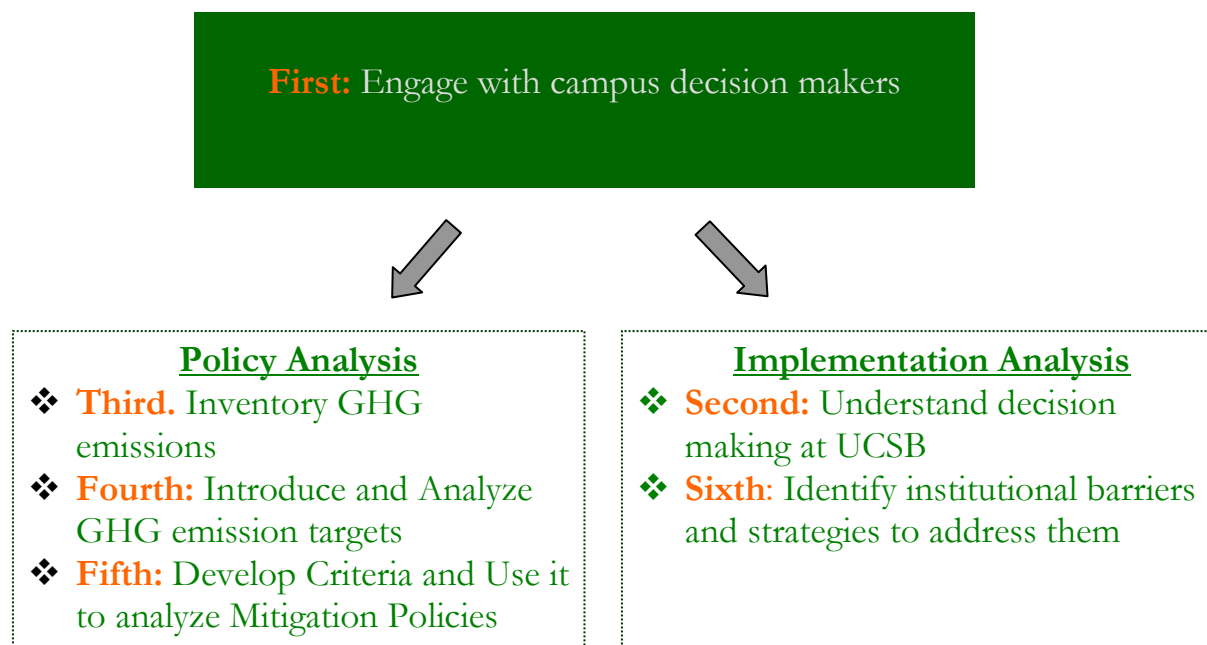 First: Engage with campus decision makers
Policy Analysis
❖ Third. Inventory GHG
emissions
❖ Fourth: Introduce and Analyze
GHG emission targets
❖ Fifth: Develop Criteria and Use it
to analyze Mitigation Policies
Implementation Analysis
❖ Second: Understand decision
making at UCSB
❖ Sixth: Identify institutional barriers
and strategies to address them